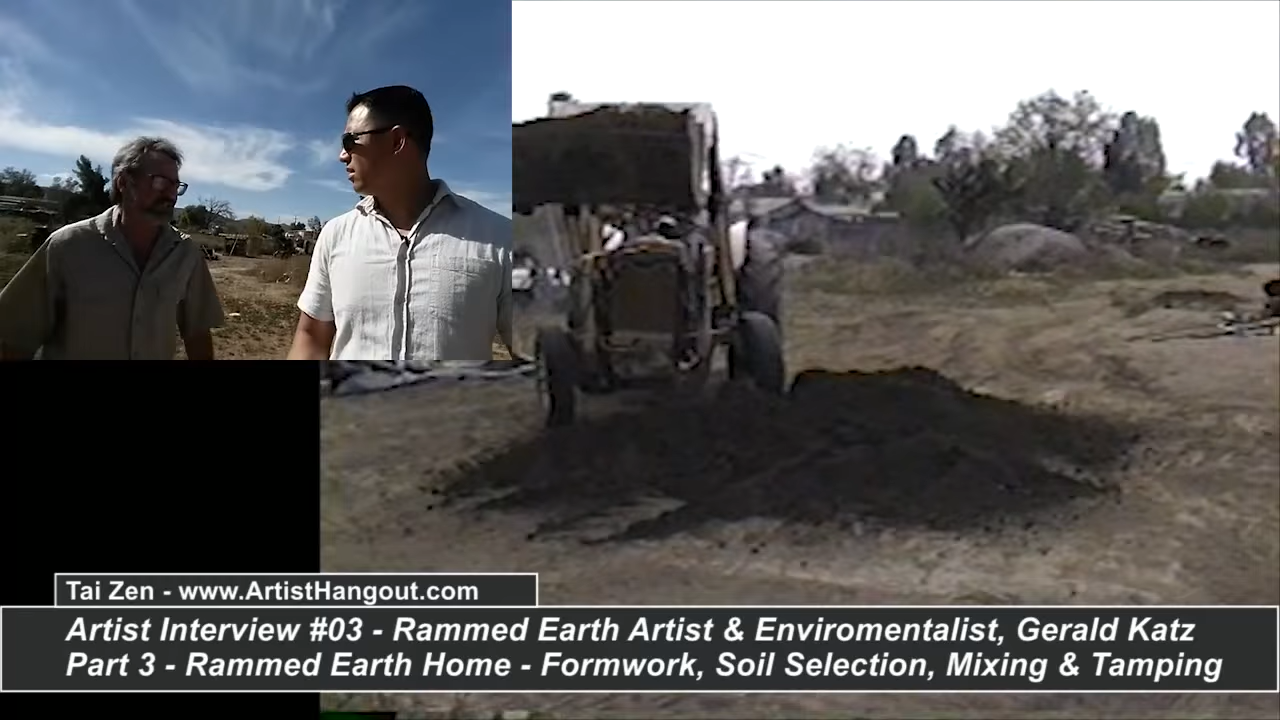 Tai Zen - www.ArtistHangout.com
Artist Interview #03 - Rammed Earth Artist & Enviromentalist, Gerald Katz
Part 3 - Rammed Earth Home - Formwork, Soil Selection, Mixing & Tamping